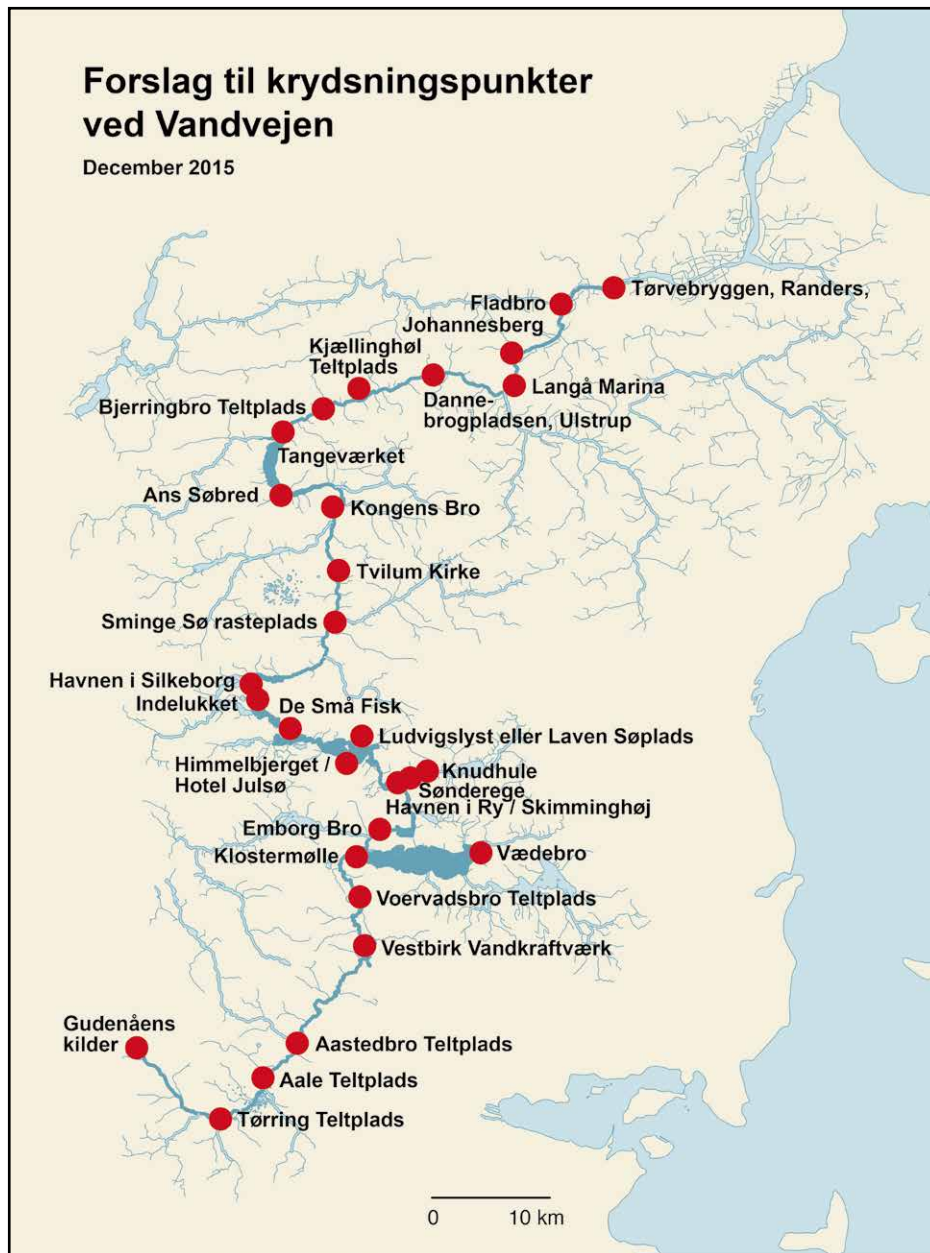 Forslag til krydsningspunkter
ved Vandvejen
December 2015
Tørvebryggen, Randers,
Fladbro
Johannesberg
Kjællinghøl
Teltplads
Langå Marina
Danne-
brogpladsen, Ulstrup
Bjerringbro Teltplads
Tangeværket
Ans Søbred
Kongens Bro
Tvilum Kirke
Sminge Sø rasteplads
Havnen i Silkeborg
Indelukket
De Små Fisk
Ludvigslyst eller Laven Søplads
Himmelbjerget /
Hotel Julsø
Knudhule
Sønderege
Havnen i Ry / Skimminghøj
Emborg Bro
Klostermølle
Vædebro
Voervadsbro Teltplads
Vestbirk Vandkraftværk
Gudenåens
kilder
Aastedbro Teltplads
Aale Teltplads
Tørring Teltplads
0 10 km